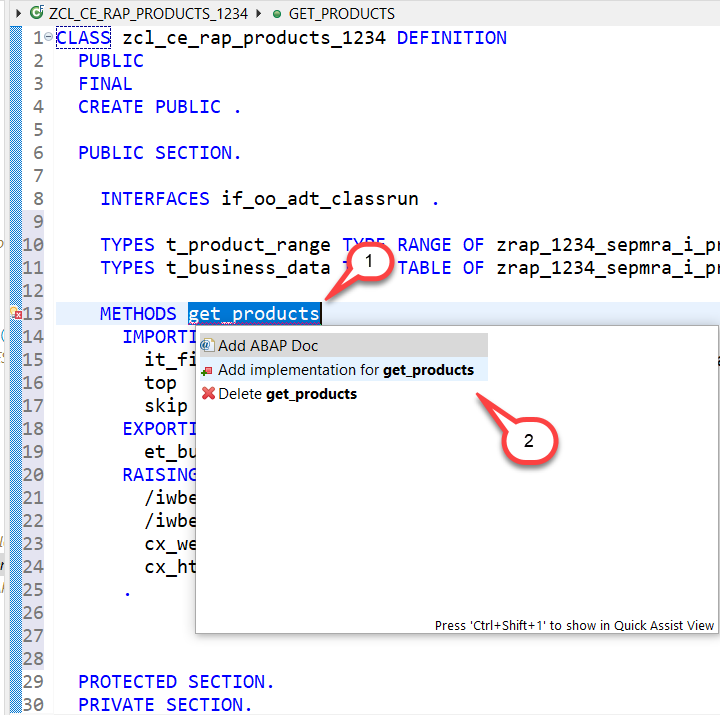 ZCL_CE_RAP_PRODUCTS_1234 GET_PRODUCTS
1 CLASS zcl_ce_rap_products_1234 DEFINITION
2 PUBLIC
3 FINAL
4 CREATE PUBLIC .
5
6 PUBLIC SECTION.
7
8 INTERFACES if_oo_adt_classrun .
9
10 TYPES t_product_range TYPE RANGE OF zrap_1234_sepmra_i_pr
11 TYPES t_business_data TABLE OF zrap_1234_sepmra_i_pr
1
12
13 METHODS get_products
14 IMPORTI
Add ABAP Doc
15 it_fi
Add implementation for get_products
16 top
Delete get_products
17 skip
18 EXPORTI
2
19 et_bu
20 RAISING
21 /iwbe
22 /iwbe
23 cx_we
24 cx_ht
25 .
26
Press 'Ctrl+Shift+1' to show in Quick Assist View
27
28
29 PROTECTED SECTION.
30 PRIVATE SECTION.